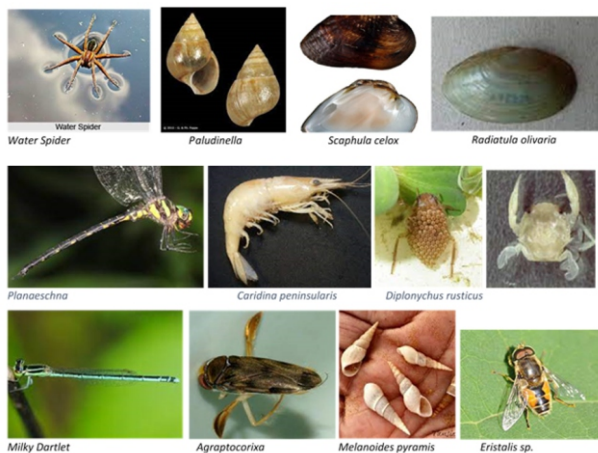 Water Spider
Water Spider
Paludinella
Scaphula celox
Radiatula olivaria
Planaeschna
Caridina peninsularis
Diplonychus rusticus
Milky Dartlet
Agraptocorixa
Melanoides pyramis
Eristalis sp.